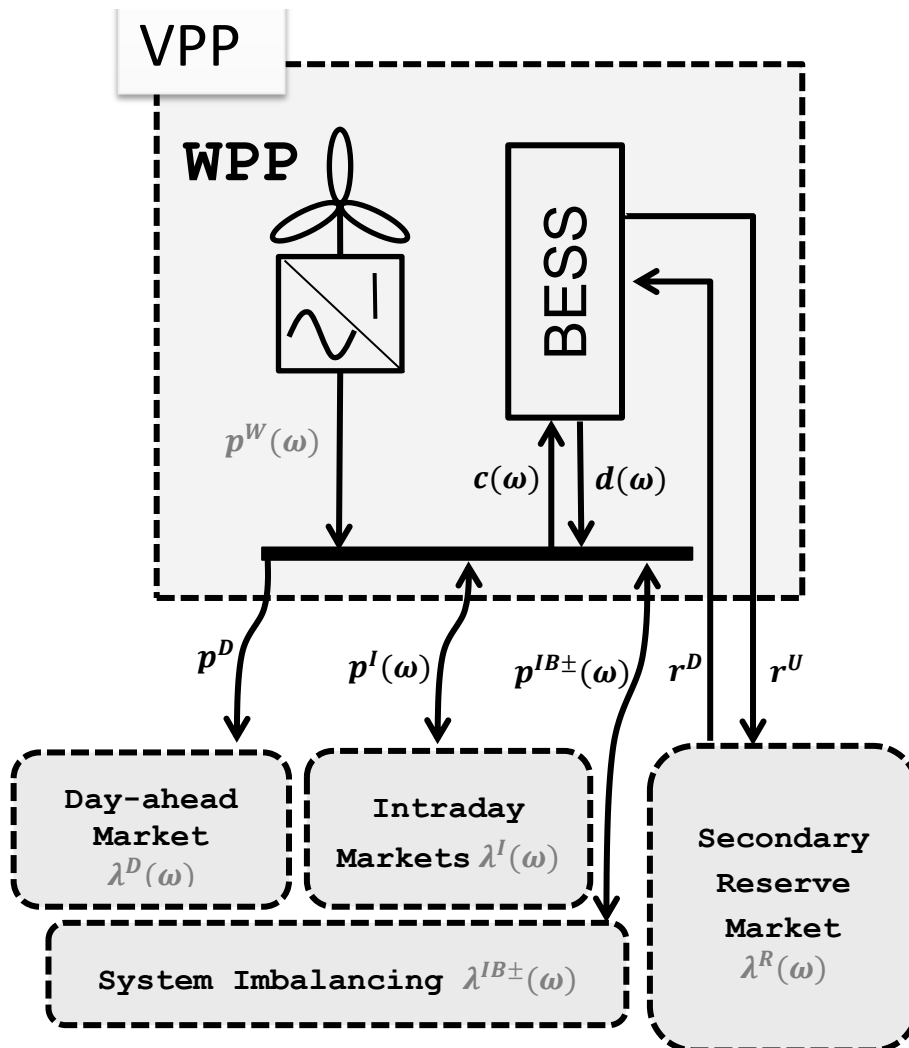 VPP
WPP
BESS
p^W(ω)
c(ω)
d(ω)
p^D
p^I(ω)
p^{IB±}(ω)
r^D
r^U
Day-ahead
Market
λ^D(ω)
Intraday
Markets λ^I(ω)
Secondary
Reserve
Market
λ^R(ω)
System Imbalancing λ^{IB±}(ω)